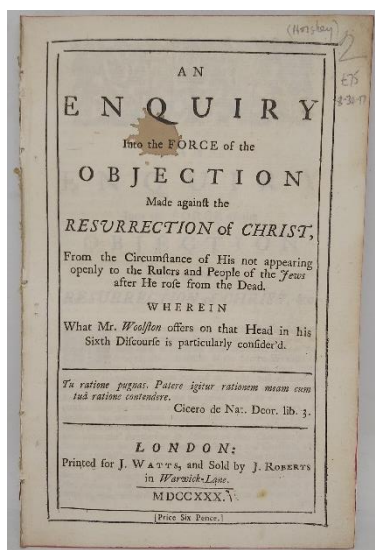 (Horsley)
2
E75
AN
ENQUIRY
Into the FORCE of the
OBJECTION
Made againſt the
RESURRECTION of CHRIST,
From the Circumſtance of His not appearing
openly to the Rulers and People of the Jews
after He roſe from the Dead.
WHEREIN
What Mr. Woolſton offers on that Head in his
Sixth Diſcourſe is particularly conſider'd.
Tu ratione pugnas. Patere igitur rationem meam cum
tuâ ratione contendere.
Cicero de Nat. Deor. lib. 3.
LONDON:
Printed for J. WATTS, and Sold by J. ROBERTS
in Warwick-Lane.
MDCCXXX.
[Price Six Pence.]